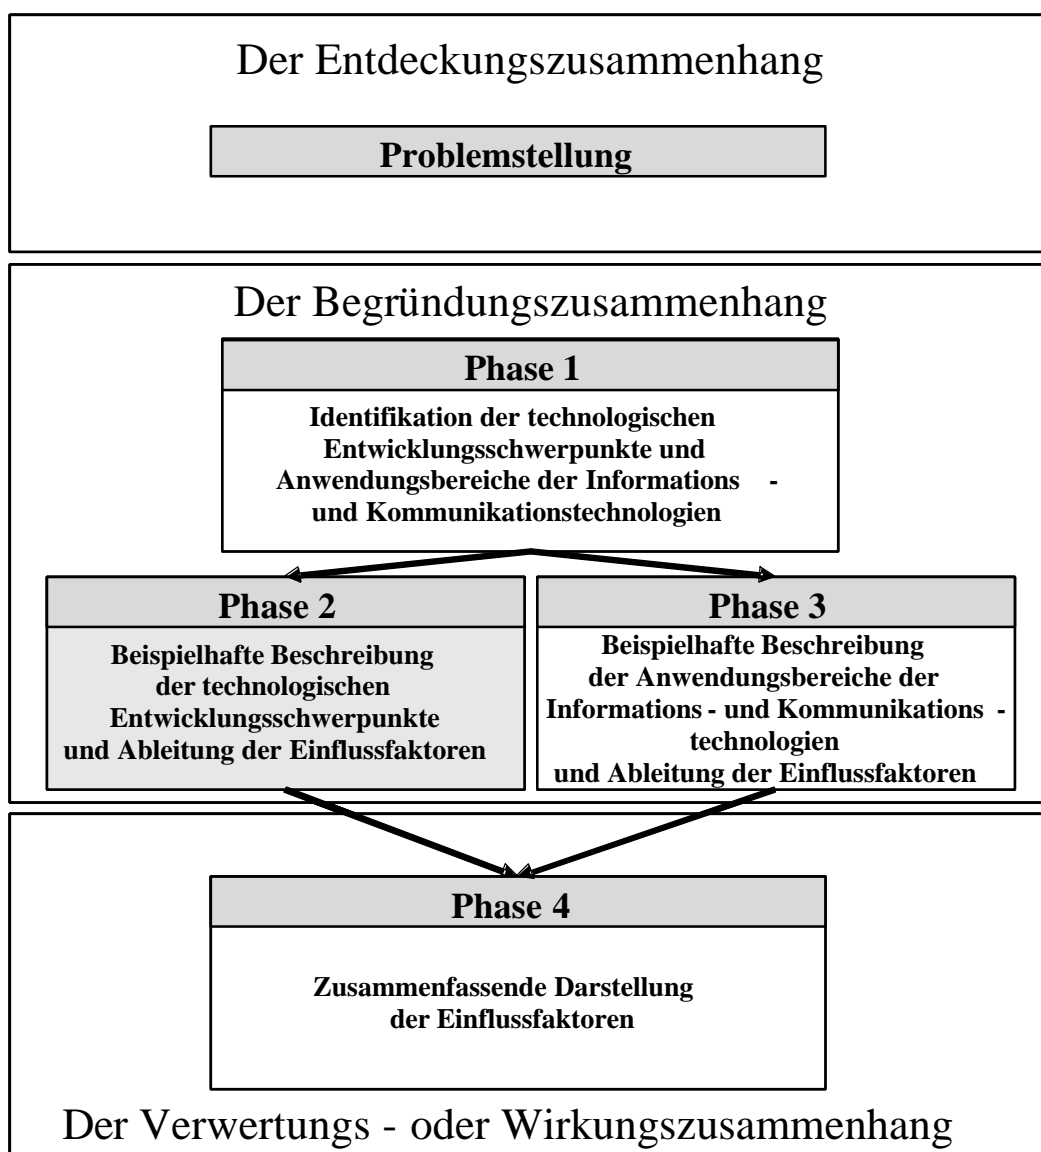 Der Entdeckungszusammenhang
Problemstellung
Der Begründungszusammenhang
Phase 1
Identifikation der technologischen
Entwicklungsschwerpunkte und
Anwendungsbereiche der Informations -
und Kommunikationstechnologien
Phase 2
Beispielhafte Beschreibung
der technologischen
Entwicklungsschwerpunkte
und Ableitung der Einflussfaktoren
Phase 3
Beispielhafte Beschreibung
der Anwendungsbereiche der
Informations - und Kommunikations -
technologien
und Ableitung der Einflussfaktoren
Phase 4
Zusammenfassende Darstellung
der Einflussfaktoren
Der Verwertungs - oder Wirkungszusammenhang